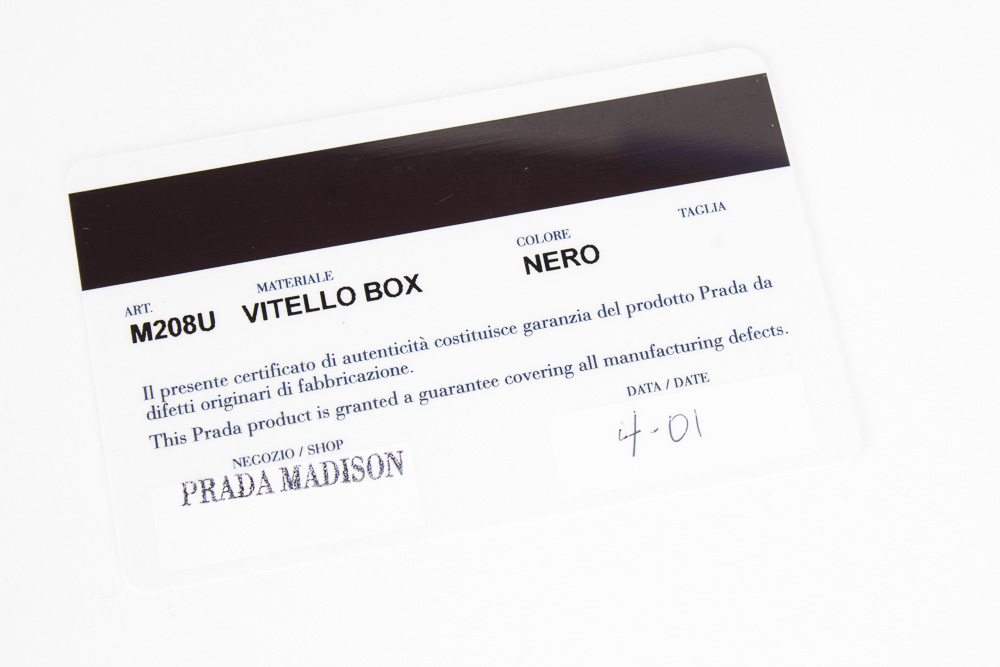 ART. MATERIALE COLORE TAGLIA
M208U VITELLO BOX NERO
Il presente certificato di autenticità costituisce garanzia del prodotto Prada da
difetti originari di fabbricazione.
This Prada product is granted a guarantee covering all manufacturing defects.
NEGOZIO / SHOP DATA / DATE
PRADA MADISON 4-01